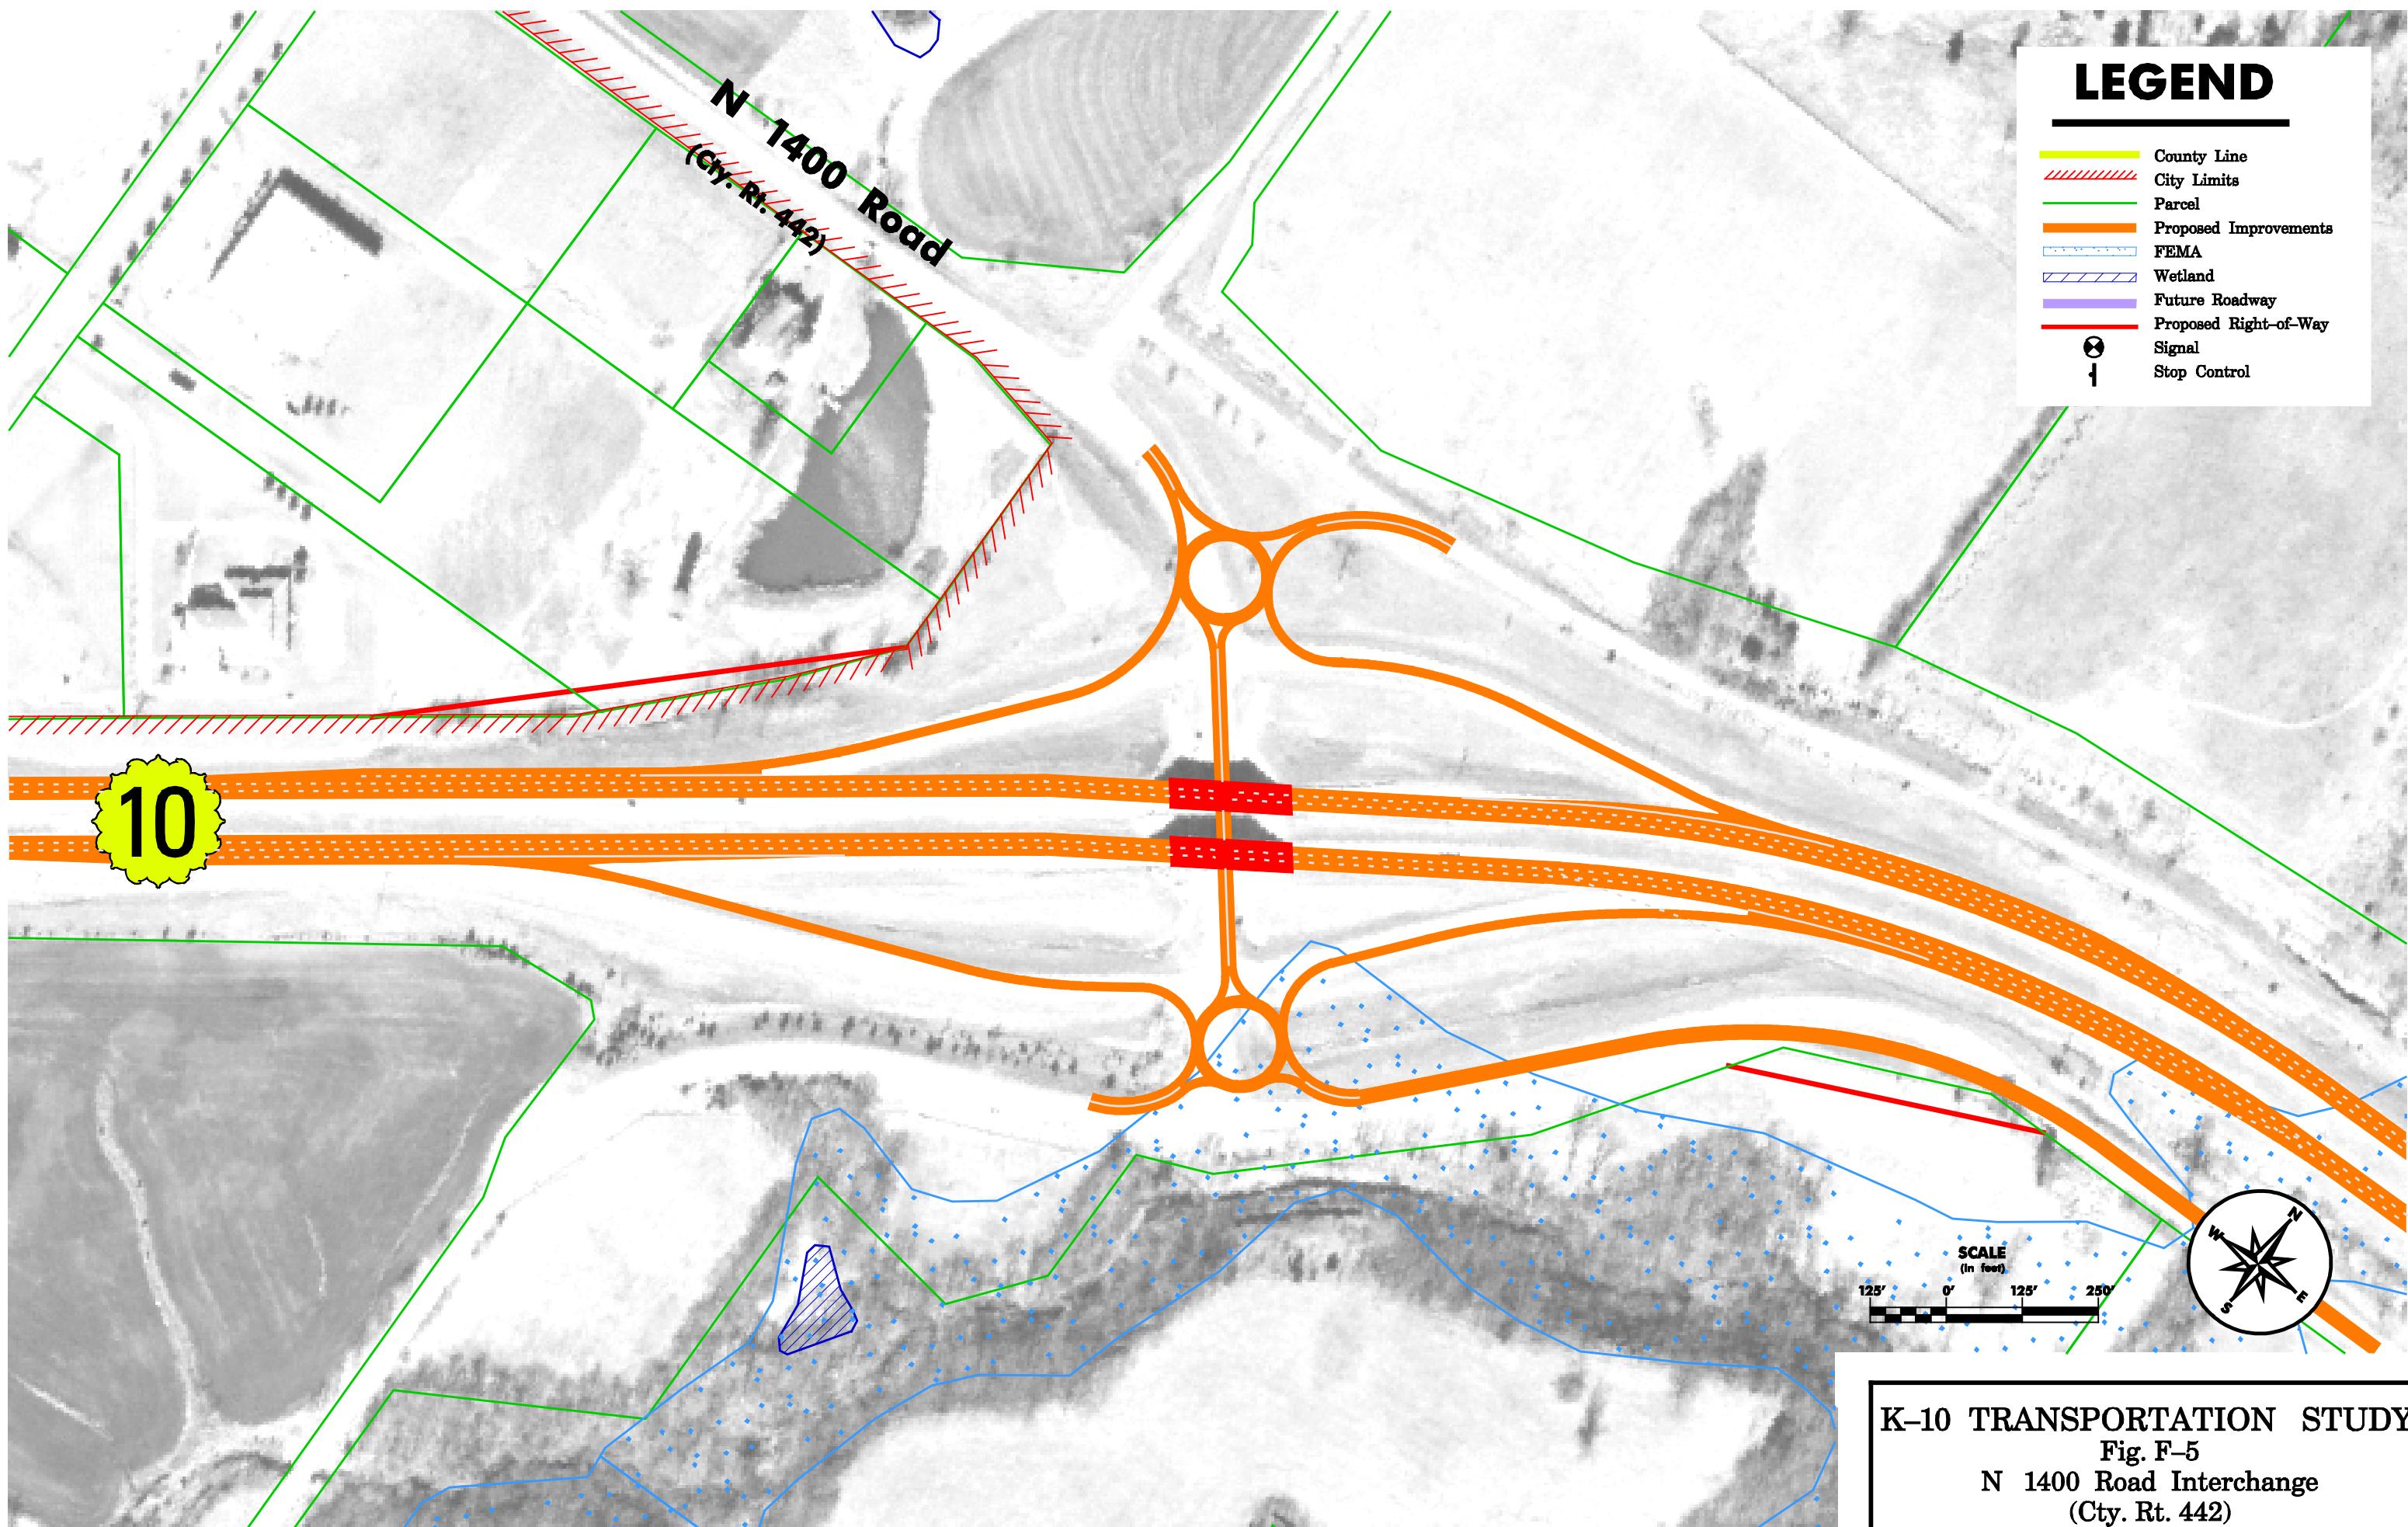 N 1400 Road
(Cty. Rt. 442)
LEGEND
County Line
City Limits
Parcel
Proposed Improvements
FEMA
Wetland
Future Roadway
Proposed Right-of-Way
Signal
Stop Control
10
N
W
S
E
SCALE
(in feet)
125' 0' 125' 250'
K-10 TRANSPORTATION STUDY
Fig. F-5
N 1400 Road Interchange
(Cty. Rt. 442)